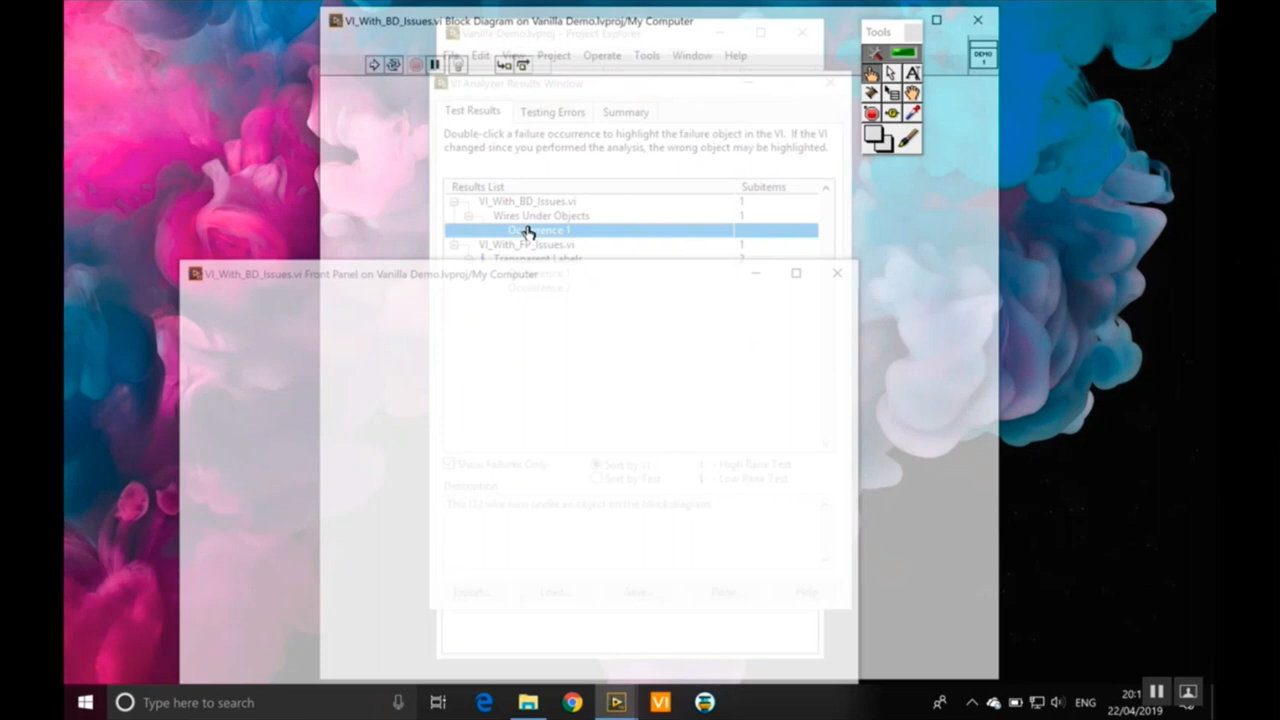 VI_With_BD_Issues.vi Block Diagram on Vanilla Demo.lvproj/My Computer
Vanilla Demo.lvproj - Project Explorer
File Edit View Project Operate Tools Window Help
Tools
DEMO
1
VI Analyzer Results Window
Test Results Testing Errors Summary
Double-click a failure occurrence to highlight the failure object in the VI. If the VI
changed since you performed the analysis, the wrong object may be highlighted.
Results List Subitems
VI_With_BD_Issues.vi 1
Wires Under Objects 1
Occurrence 1
VI_With_FP_Issues.vi 1
Transparent Labels 2
VI_With_BD_Issues.vi Front Panel on Vanilla Demo.lvproj/My Computer
Occurrence
Show Failures Only Sort by VI - High Rank Test
Sort by Test - Low Rank Test
Description
wire runs under an object on the block diagram
Export... Load... Save... Done... Help
Type here to search
VI
ENG
20:1
22/04/2019